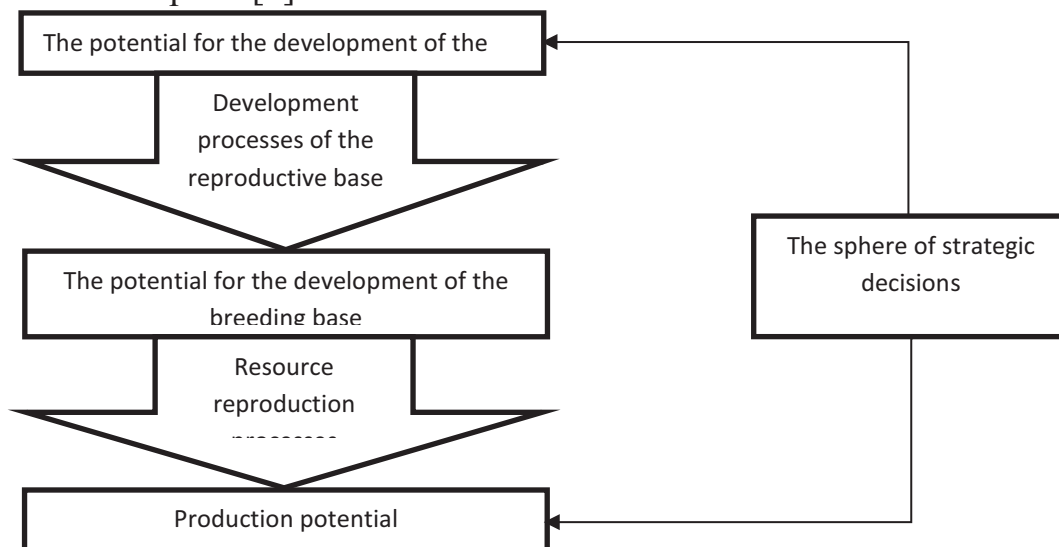 The potential for the development of the
Development
processes of the
reproductive base
The potential for the development of the
breeding base
Resource
reproduction
Production potential
The sphere of strategic
decisions